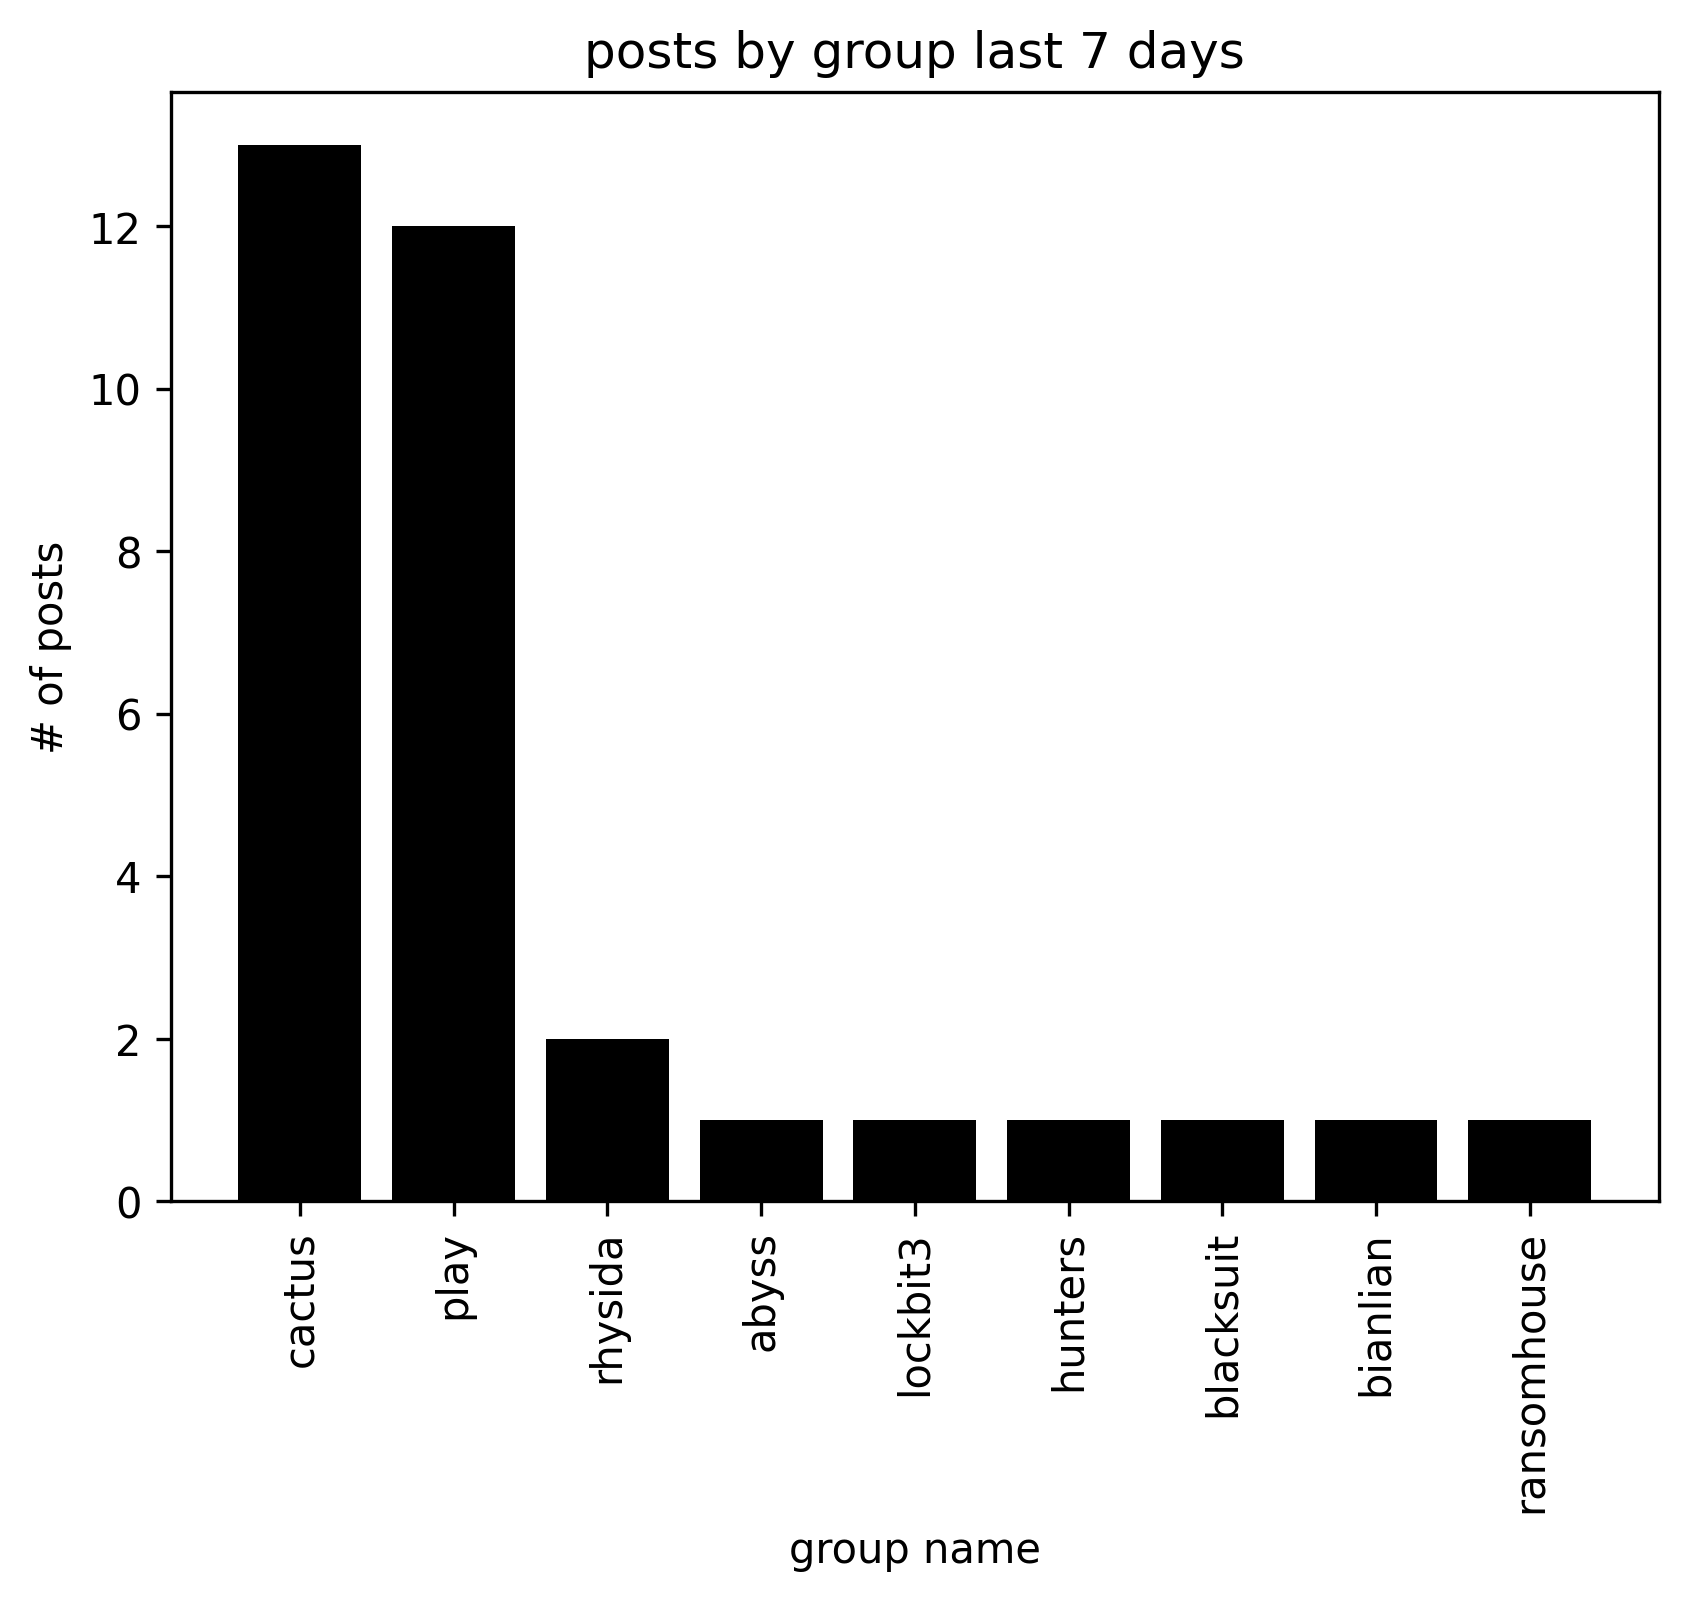 posts by group last 7 days
# of posts
12
10
8
6
4
2
0
cactus
play
rhysida
abyss
lockbit3
hunters
blacksuit
bianlian
ransomhouse
group name